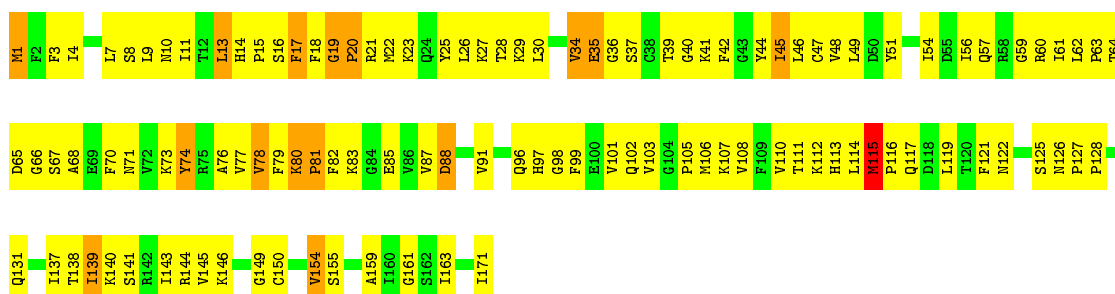 M1 F2 F3 I4 L7 S8 L9 N10 I11 T12 L13 H14 P15 S16 F17 F18 G19 P20 R21 M22 K23 Q24 Y25 L26 K27 T28 K29 L30 V34 E35 G36 S37 C38 T39 G40 K41 F42 G43 Y44 I45 L46 C47 V48 L49 D50 Y51 I54 D55 I56 Q57 R58 G59 R60 I61 L62 P63 T64
D65 G66 S67 A68 E69 F70 N71 V72 K73 Y74 R75 A76 V77 V78 F79 K80 P81 F82 K83 G84 E85 V86 V87 D88 V91 Q96 H97 G98 F99 E100 V101 Q102 V103 G104 P105 M106 K107 V108 F109 V110 T111 K112 H113 L114 M115 P116 Q117 D118 L119 T120 F121 N122 S125 N126 P127 P128
Q131 I137 T138 I139 K140 S141 R142 I143 R144 V145 K146 G149 C150 V154 S155 A159 I160 G161 S162 I163 I171